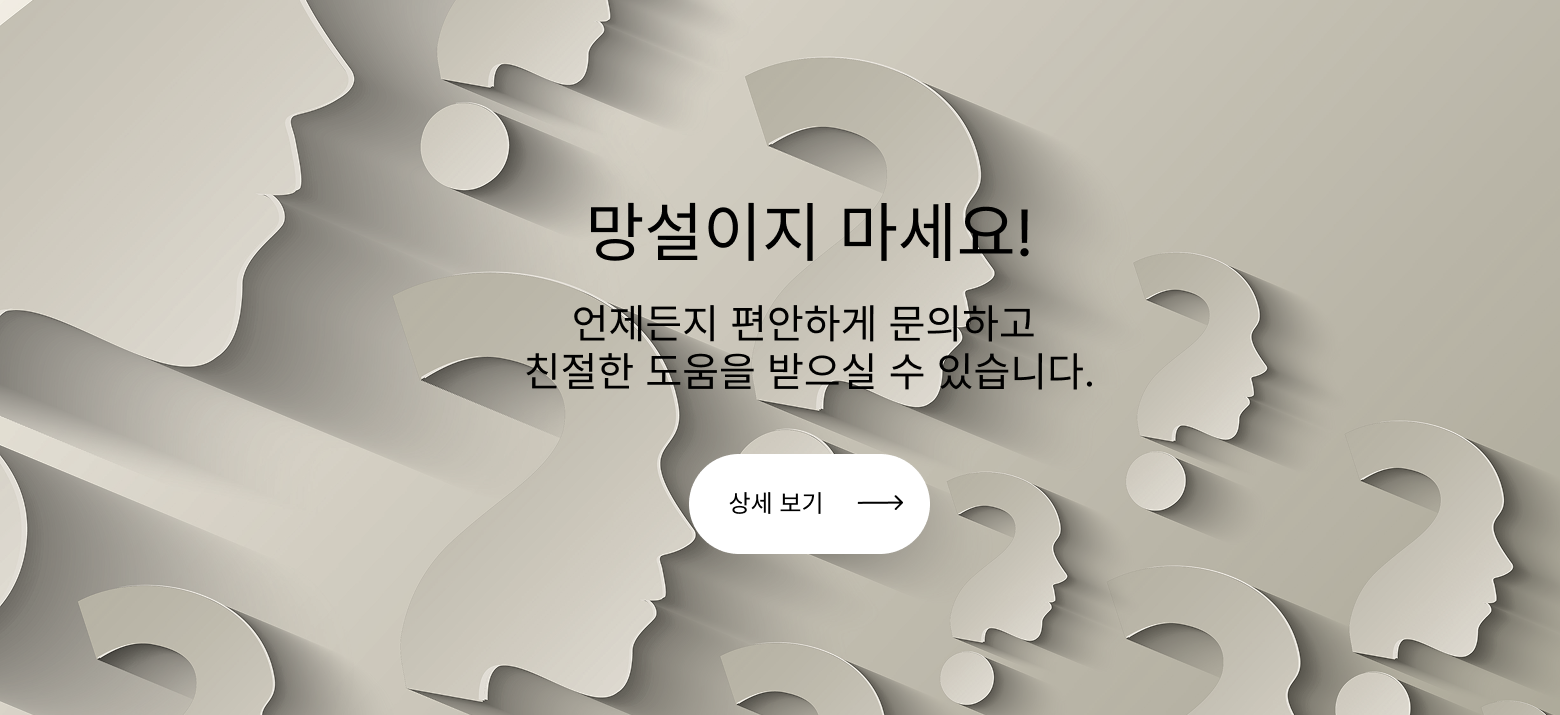 망설이지 마세요!
언제든지 편안하게 문의하고
친절한 도움을 받으실 수 있습니다.
상세 보기